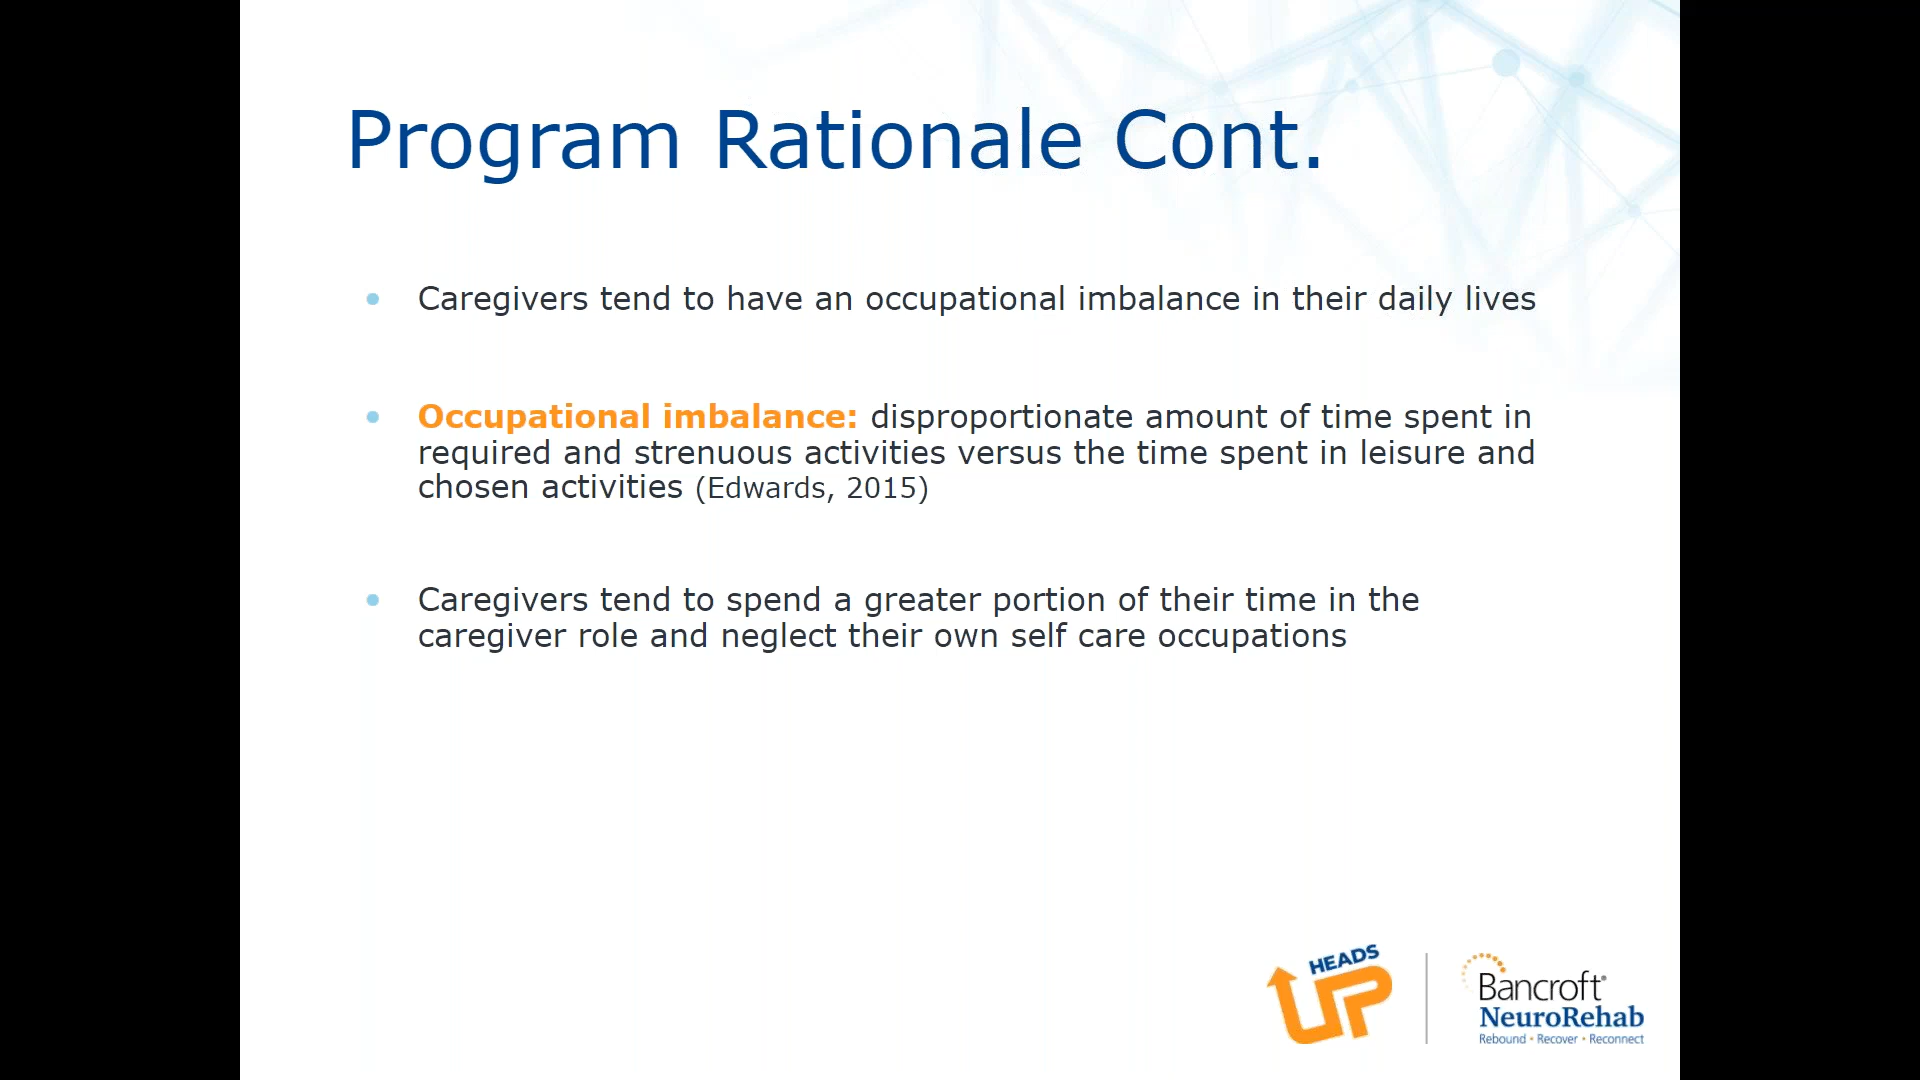 Program Rationale Cont.
• Caregivers tend to have an occupational imbalance in their daily lives
• Occupational imbalance: disproportionate amount of time spent in
required and strenuous activities versus the time spent in leisure and
chosen activities (Edwards, 2015)
• Caregivers tend to spend a greater portion of their time in the
caregiver role and neglect their own self care occupations
HEADS
UP
Bancroft®
NeuroRehab
Rebound • Recover • Reconnect